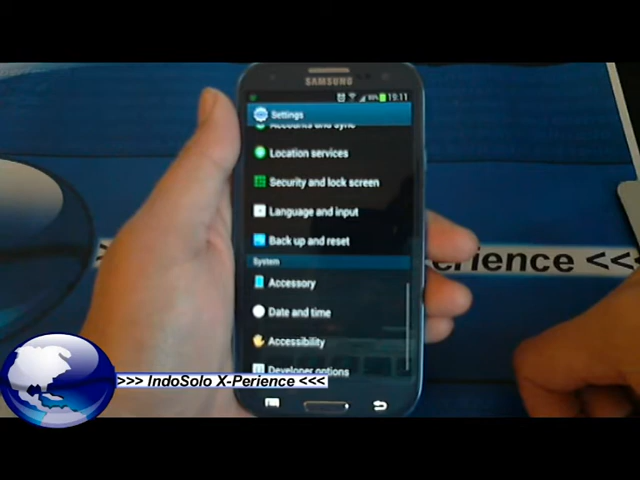 SAMSUNG
19:11
Settings
Accounts and sync
Location services
Security and lock screen
Language and input
Back up and reset
System
Accessory
Date and time
Accessibility
Developer options
erience <<
>>> IndoSolo X-Perience <<<